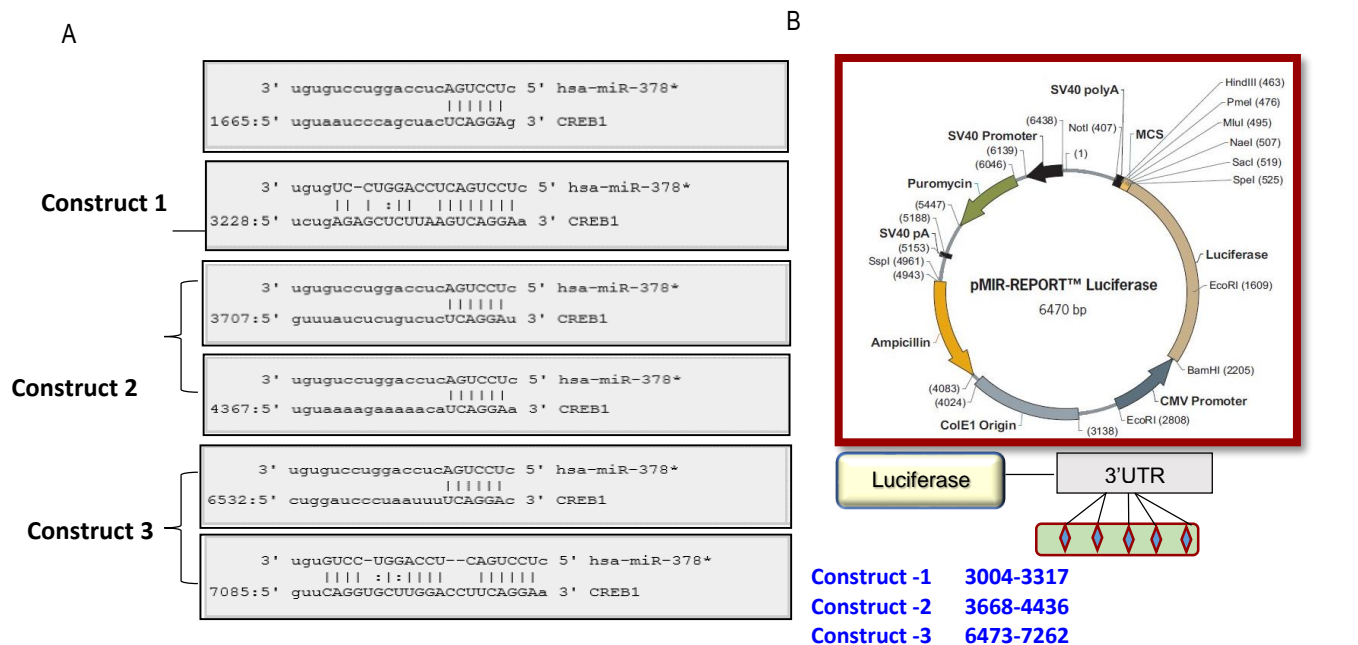 A
3' uguguccuggaccucAGUCCUc 5' hsa-miR-378*
||||||
1665:5' uguaaucccagcuacUCAGGAg 3' CREB1
Construct 1
3' ugugUC-CUGGACCUCAGUCCUc 5' hsa-miR-378*
|| | :|| ||||||||
3228:5' ucugAGAGCUCUUAAGUCAGGAa 3' CREB1
3' uguguccuggaccucAGUCCUc 5' hsa-miR-378*
||||||
3707:5' guuuaucucugucucUCAGGAu 3' CREB1
Construct 2
3' uguguccuggaccucAGUCCUc 5' hsa-miR-378*
||||||
4367:5' uguaaaagaaaaacaUCAGGAa 3' CREB1
3' uguguccuggaccucAGUCCUc 5' hsa-miR-378*
||||||
6532:5' cuggaucccuaauuuUCAGGAc 3' CREB1
Construct 3
3' uguGUCC-UGGACCU--CAGUCCUc 5' hsa-miR-378*
|||| :|:|||| ||||||
7085:5' guuCAGGUGCUUGGACCUUCAGGAa 3' CREB1
B
HindIII (463)
PmeI (476)
MluI (495)
NaeI (507)
SacI (519)
SpeI (525)
SV40 polyA
NotI (407)
MCS
(6438)
SV40 Promoter
(6139)
(6046)
(1)
Puromycin
(5447)
(5188)
SV40 pA
(5153)
SspI (4961)
(4943)
Luciferase
EcoRI (1609)
pMIR-REPORT™ Luciferase
6470 bp
Ampicillin
BamHI (2205)
(4083)
(4024)
CMV Promoter
EcoRI (2808)
ColE1 Origin
(3138)
Luciferase
3'UTR
Construct -1 3004-3317
Construct -2 3668-4436
Construct -3 6473-7262